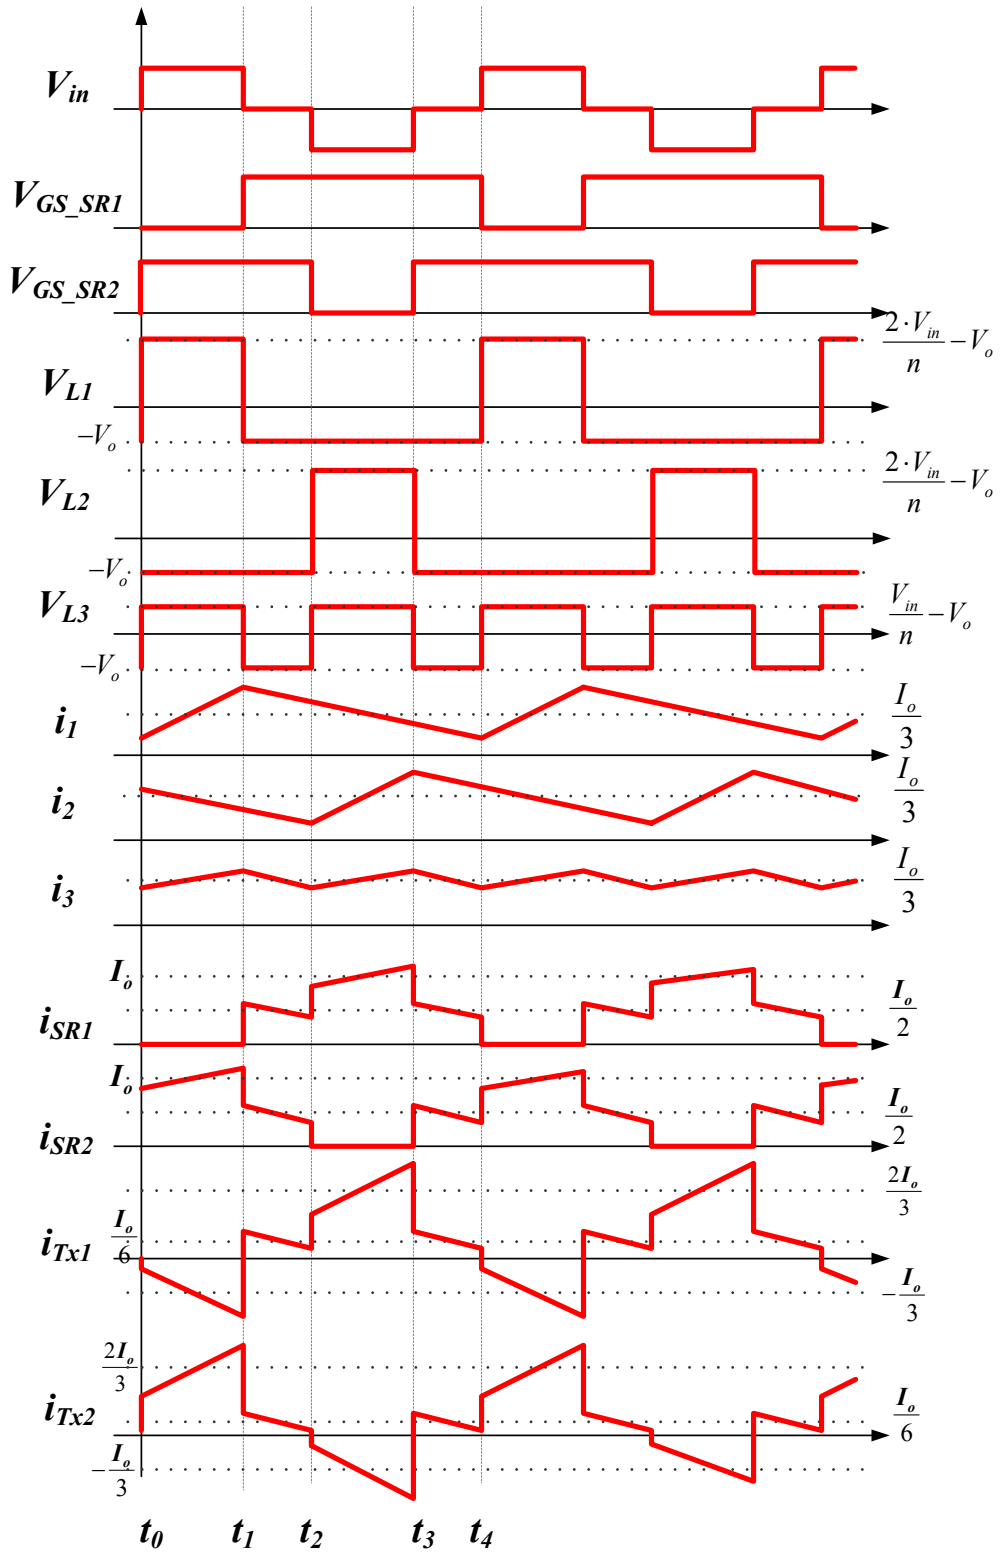 V_in
V_GS_SR1
V_GS_SR2
2·V_in/n − V_o
V_L1
−V_o
2·V_in/n − V_o
V_L2
−V_o
V_L3
V_in/n − V_o
−V_o
i_1
I_o/3
i_2
I_o/3
i_3
I_o/3
I_o
i_SR1
I_o/2
I_o
i_SR2
I_o/2
2I_o/3
i_Tx1
I_o/6
−I_o/3
2I_o/3
i_Tx2
I_o/6
−I_o/3
t_0 t_1 t_2 t_3 t_4